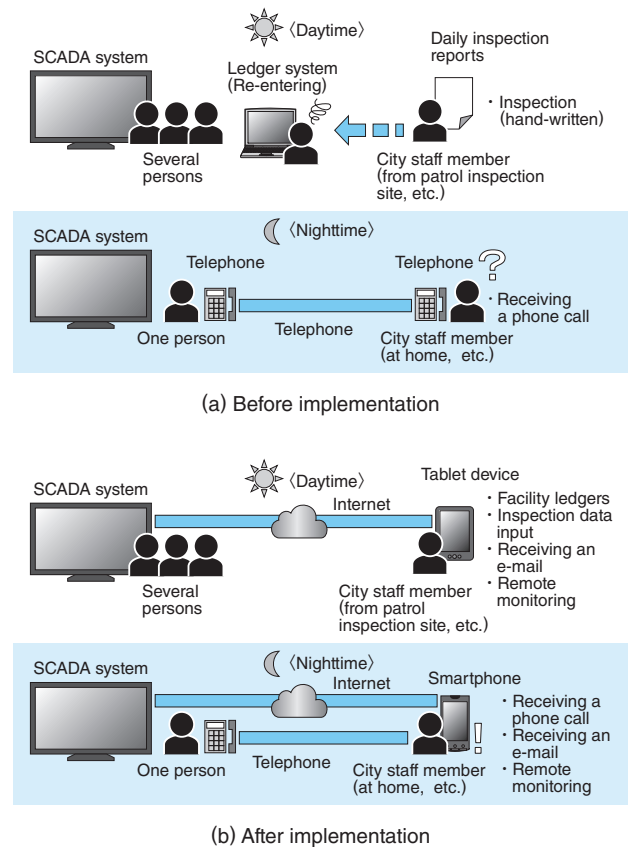 〈Daytime〉
SCADA system
Ledger system
(Re-entering)
Daily inspection
reports
・Inspection
(hand-written)
Several
persons
City staff member
(from patrol inspection
site, etc.)
〈Nighttime〉
SCADA system
Telephone
Telephone
?
・Receiving
a phone call
One person
Telephone
City staff member
(at home, etc.)
(a) Before implementation
〈Daytime〉
SCADA system
Internet
Tablet device
・Facility ledgers
・Inspection data
input
・Receiving an
e-mail
・Remote
monitoring
Several
persons
City staff member
(from patrol
inspection site, etc.)
〈Nighttime〉
SCADA system
Internet
Smartphone
!
・Receiving a
phone call
・Receiving an
e-mail
・Remote
monitoring
One person
Telephone
City staff member
(at home, etc.)
(b) After implementation